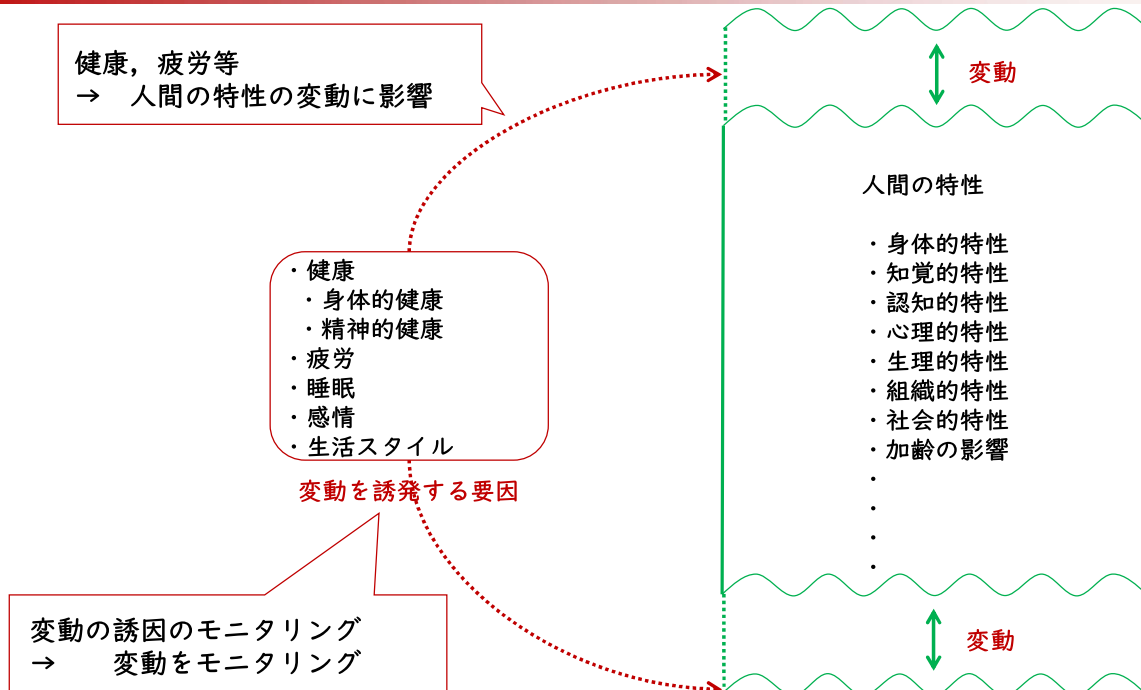 健康，疲労等
→　人間の特性の変動に影響
変動
人間の特性
・身体的特性
・知覚的特性
・認知的特性
・心理的特性
・生理的特性
・組織的特性
・社会的特性
・加齢の影響
・
・
・
・
・健康
・身体的健康
・精神的健康
・疲労
・睡眠
・感情
・生活スタイル
変動を誘発する要因
変動の誘因のモニタリング
→　　変動をモニタリング
変動